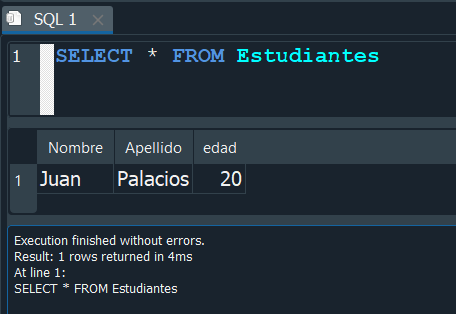 SQL 1
1 SELECT * FROM Estudiantes
Nombre Apellido edad
1 Juan Palacios 20
Execution finished without errors.
Result: 1 rows returned in 4ms
At line 1:
SELECT * FROM Estudiantes